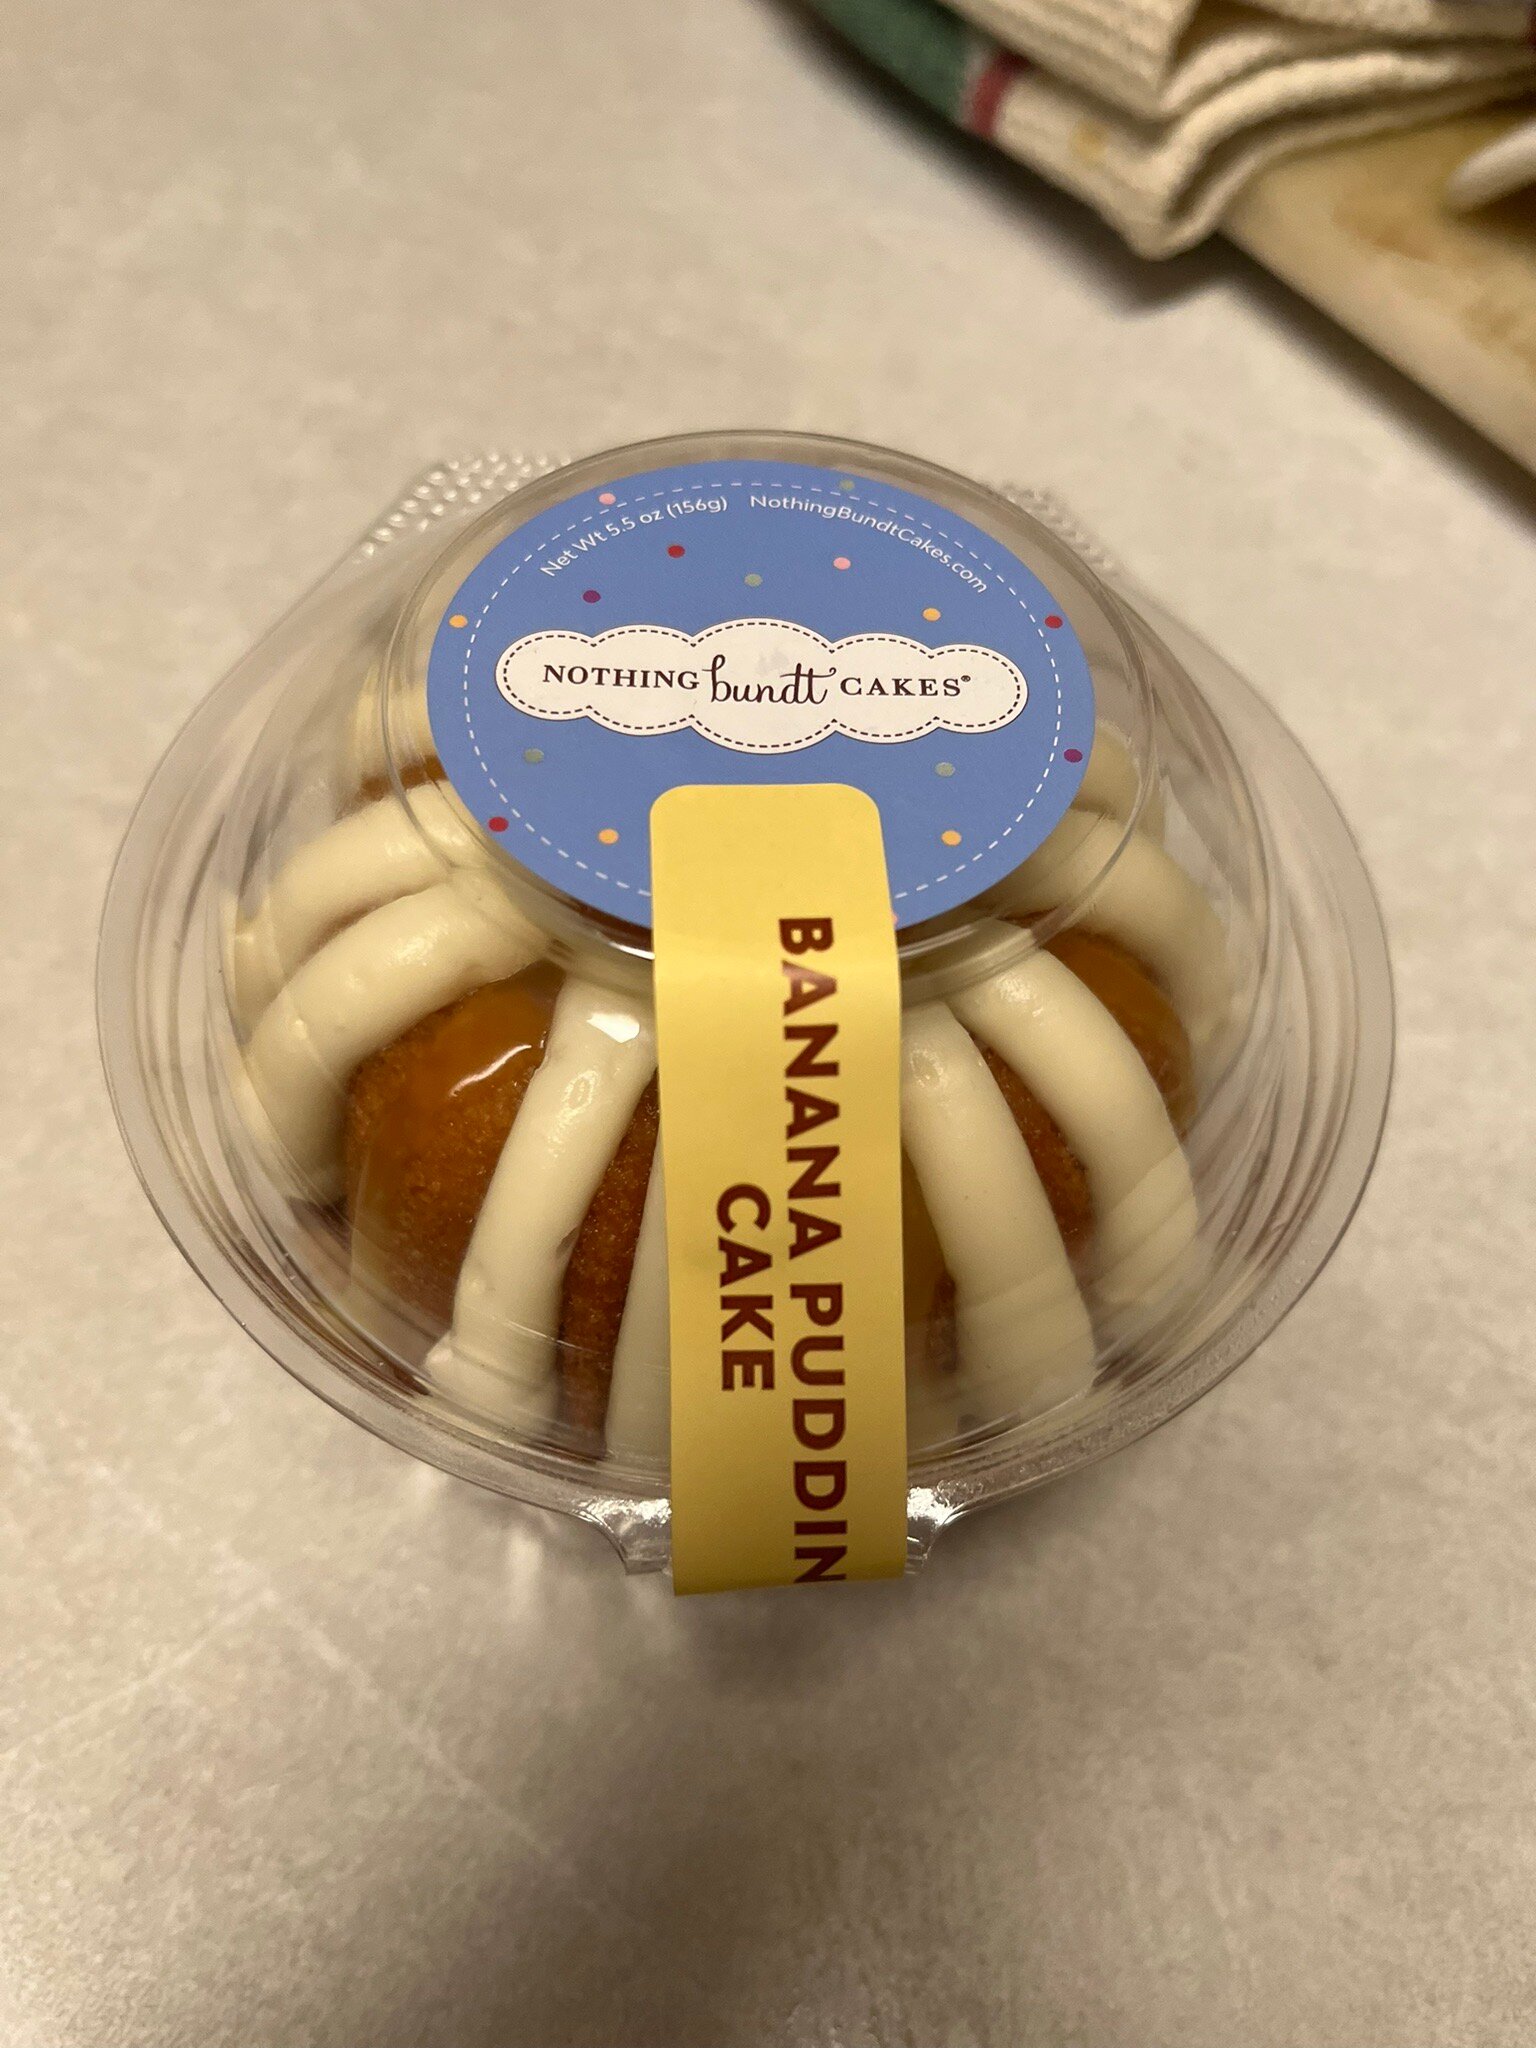 Net Wt 5.5 oz (156g) NothingBundtCakes.com
NOTHING bundt CAKES®
BANANA PUDDIN
CAKE